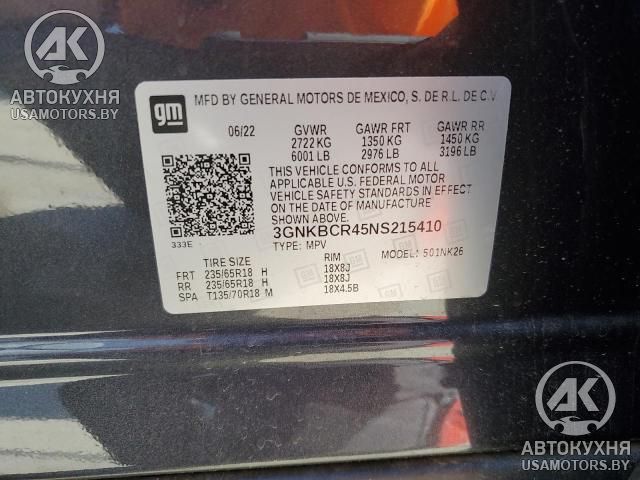 AK
АВТОКУХНЯ
USAMOTORS.BY
gm
MFD BY GENERAL MOTORS DE MEXICO, S. DE R.L. DE C.V.
06/22 GVWR GAWR FRT GAWR RR
2722 KG 1350 KG 1450 KG
6001 LB 2976 LB 3196 LB
THIS VEHICLE CONFORMS TO ALL
APPLICABLE U.S. FEDERAL MOTOR
VEHICLE SAFETY STANDARDS IN EFFECT
ON THE DATE OF MANUFACTURE
SHOWN ABOVE.
3GNKBCR45NS215410
333E TYPE: MPV MODEL: 501NK26
TIRE SIZE RIM
FRT 235/65R18 H 18X8J
RR 235/65R18 H 18X8J
SPA T135/70R18 M 18X4.5B
AK
АВТОКУХНЯ
USAMOTORS.BY